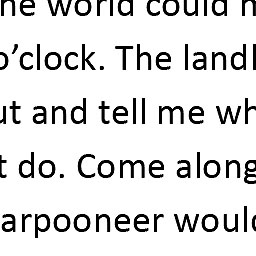 he world could n
o’clock. The landl
ut and tell me wh
t do. Come along
arpooneer would